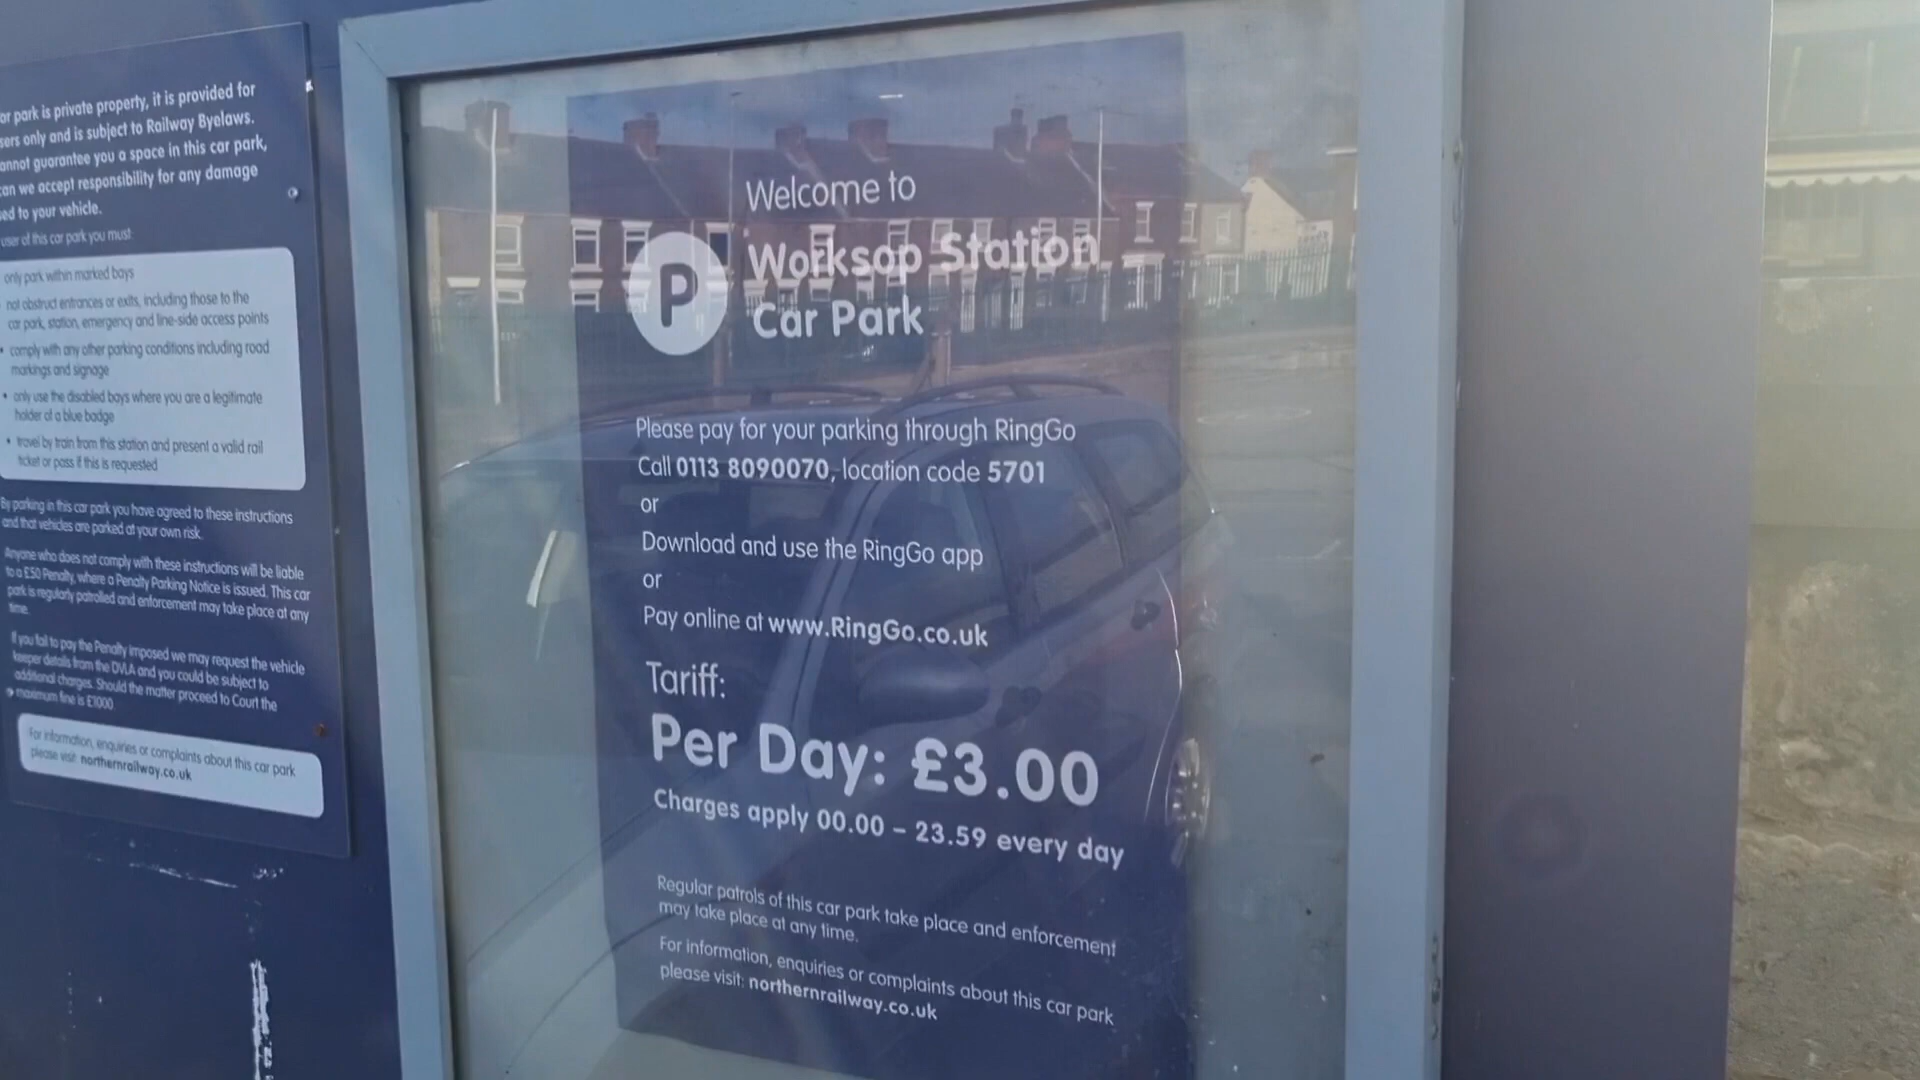 ar park is private property, it is provided for
sers only and is subject to Railway Byelaws.
annot guarantee you a space in this car park,
can we accept responsibility for any damage
sed to your vehicle.
user of this car park you must:
only park within marked bays
not obstruct entrances or exits, including those to the
car park, station, emergency and line-side access points
• comply with any other parking conditions including road
markings and signage
• only use the disabled bays where you are a legitimate
holder of a blue badge
• travel by train from this station and present a valid rail
ticket or pass if this is requested
By parking in this car park you have agreed to these instructions
and that vehicles are parked at your own risk.
Anyone who does not comply with these instructions will be liable
to a £50 Penalty, where a Penalty Parking Notice is issued. This car
park is regularly patrolled and enforcement may take place at any
time.
If you fail to pay the Penalty imposed we may request the vehicle
keeper details from the DVLA and you could be subject to
additional charges. Should the matter proceed to Court the
maximum fine is £1000.
For information, enquiries or complaints about this car park
please visit: northernrailway.co.uk
Welcome to
P Worksop Station
Car Park
Please pay for your parking through RingGo
Call 0113 8090070, location code 5701
or
Download and use the RingGo app
or
Pay online at www.RingGo.co.uk
Tariff:
Per Day: £3.00
Charges apply 00.00 – 23.59 every day
Regular patrols of this car park take place and enforcement
may take place at any time.
For information, enquiries or complaints about this car park
please visit: northernrailway.co.uk